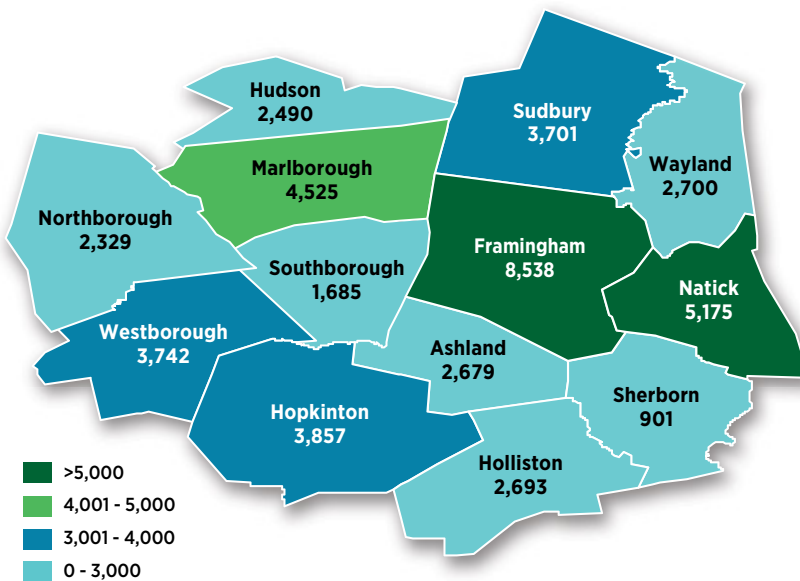 Hudson
2,490
Sudbury
3,701
Wayland
2,700
Marlborough
4,525
Northborough
2,329
Framingham
8,538
Southborough
1,685
Natick
5,175
Westborough
3,742
Ashland
2,679
Sherborn
901
Hopkinton
3,857
Holliston
2,693
>5,000
4,001 - 5,000
3,001 - 4,000
0 - 3,000